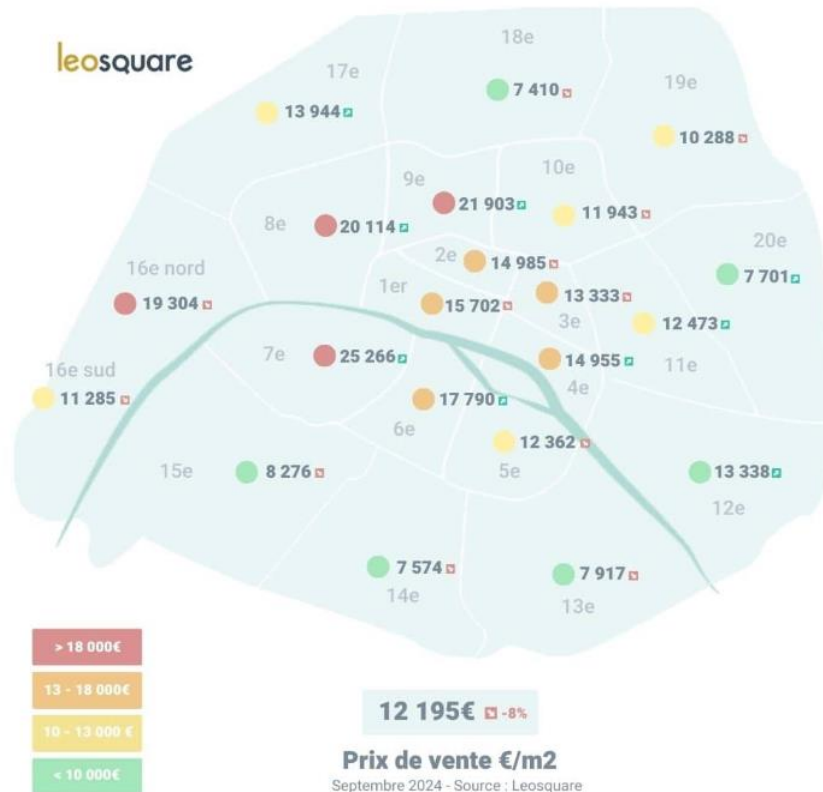 leosquare
18e
7 410
17e
13 944
19e
10 288
9e
21 903
10e
11 943
8e
20 114
20e
7 701
2e
14 985
16e nord
19 304
1er
15 702
13 333
3e
12 473
11e
7e
25 266
14 955
4e
16e sud
11 285
17 790
6e
12 362
5e
15e
8 276
13 338
12e
7 574
14e
7 917
13e
> 18 000€
13 - 18 000€
10 - 13 000 €
< 10 000€
12 195€ -8%
Prix de vente €/m2
Septembre 2024 - Source : Leosquare